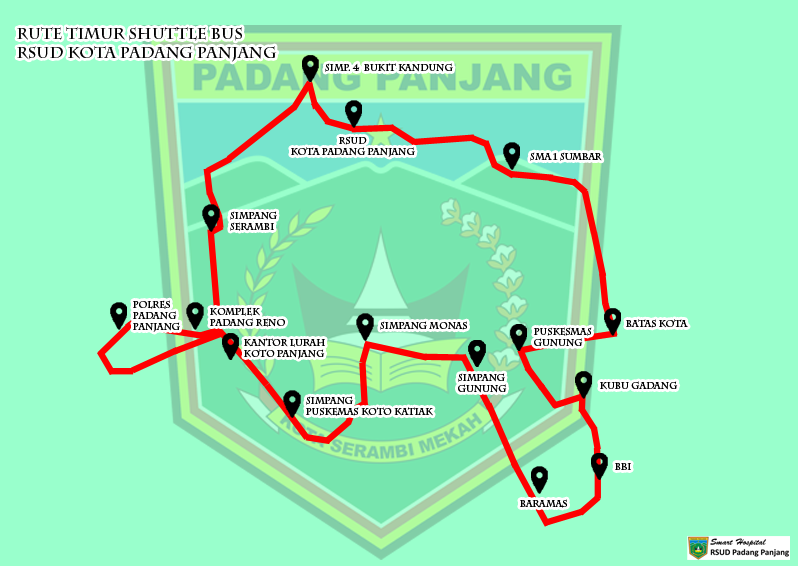 RUTE TIMUR SHUTTLE BUS
RSUD KOTA PADANG PANJANG
PADANG PANJANG
SIMP. 4 BUKIT KANDUNG
RSUD
KOTA PADANG PANJANG
SMA 1 SUMBAR
SIMPANG
SERAMBI
POLRES
PADANG
PANJANG
KOMPLEK
PADANG RENO
KANTOR LURAH
KOTO PANJANG
SIMPANG MONAS
PUSKESMAS
GUNUNG
BATAS KOTA
SIMPANG
GUNUNG
KUBU GADANG
SIMPANG
PUSKEMAS KOTO KATIAK
KOTA SERAMBI MEKAH
BBI
BARAMAS
Smart Hospital
RSUD Padang Panjang